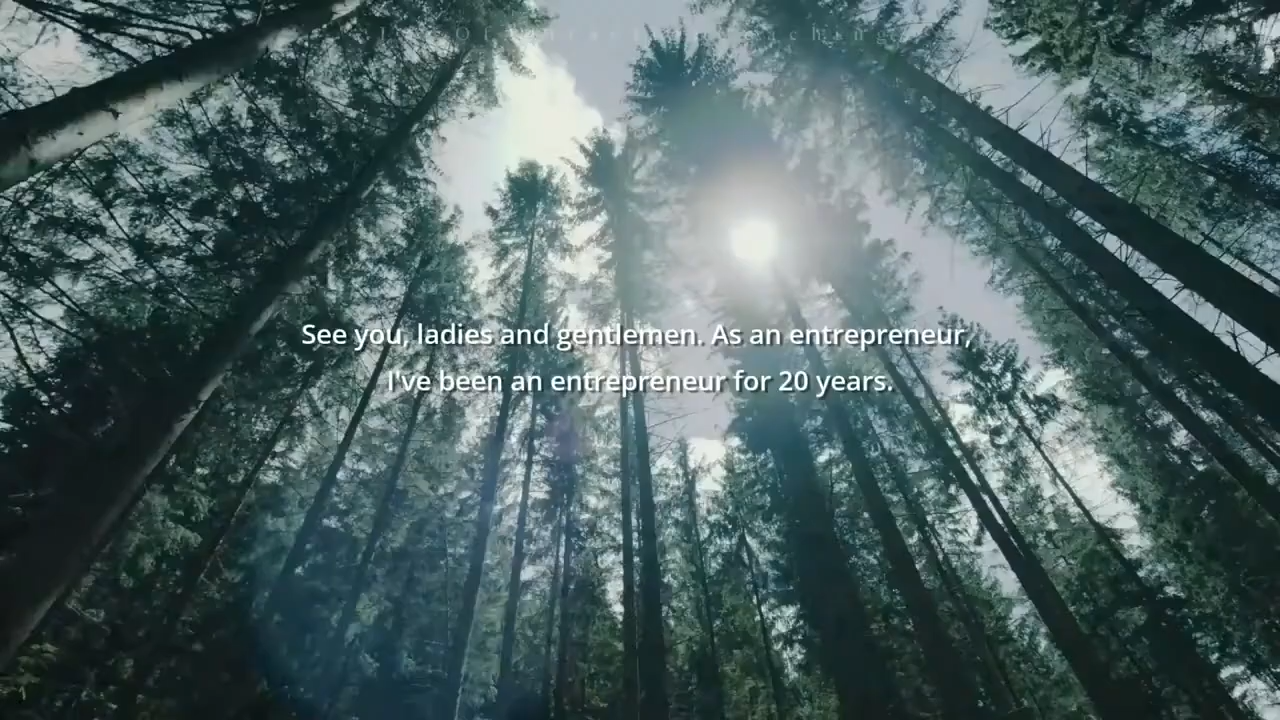 See you, ladies and gentlemen. As an entrepreneur,
I've been an entrepreneur for 20 years.